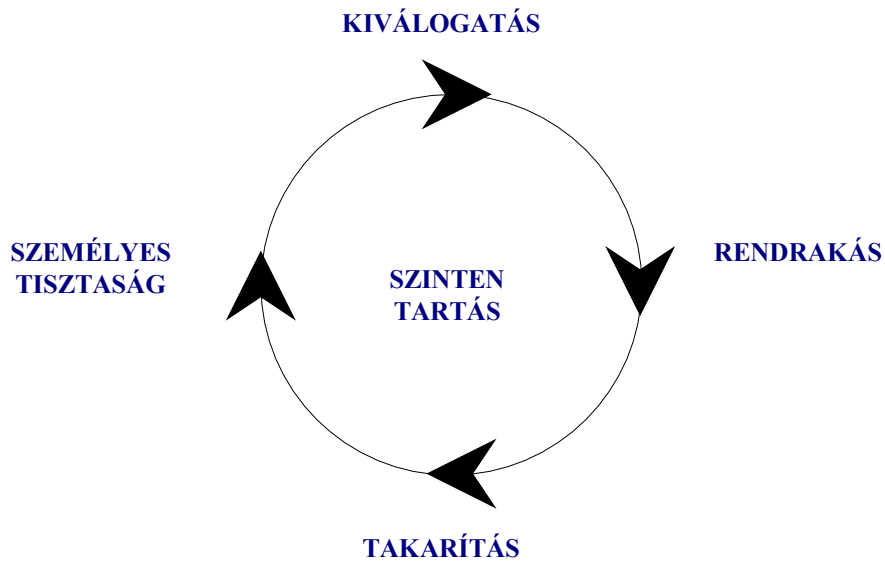 KIVÁLOGATÁS
SZEMÉLYES
TISZTASÁG
SZINTEN
TARTÁS
RENDRAKÁS
TAKARÍTÁS